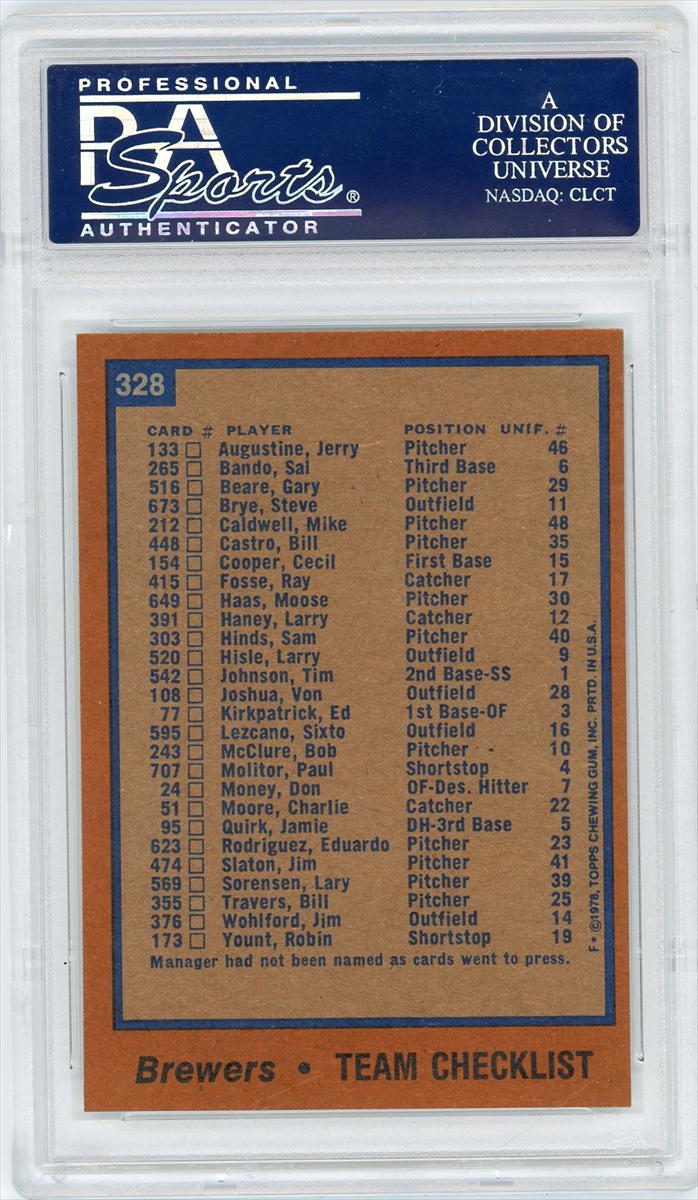 PROFESSIONAL
PSA
Sports®
AUTHENTICATOR
A
DIVISION OF
COLLECTORS
UNIVERSE
NASDAQ: CLCT
328
CARD # PLAYER POSITION UNIF. #
133 □ Augustine, Jerry Pitcher 46
265 □ Bando, Sal Third Base 6
516 □ Beare, Gary Pitcher 29
673 □ Brye, Steve Outfield 11
212 □ Caldwell, Mike Pitcher 48
448 □ Castro, Bill Pitcher 35
154 □ Cooper, Cecil First Base 15
415 □ Fosse, Ray Catcher 17
649 □ Haas, Moose Pitcher 30
391 □ Haney, Larry Catcher 12
303 □ Hinds, Sam Pitcher 40
520 □ Hisle, Larry Outfield 9
542 □ Johnson, Tim 2nd Base-SS 1
108 □ Joshua, Von Outfield 28
77 □ Kirkpatrick, Ed 1st Base-OF 3
595 □ Lezcano, Sixto Outfield 16
243 □ McClure, Bob Pitcher 10
707 □ Molitor, Paul Shortstop 4
24 □ Money, Don OF-Des. Hitter 7
51 □ Moore, Charlie Catcher 22
95 □ Quirk, Jamie DH-3rd Base 5
623 □ Rodriguez, Eduardo Pitcher 23
474 □ Slaton, Jim Pitcher 41
569 □ Sorensen, Lary Pitcher 39
355 □ Travers, Bill Pitcher 25
376 □ Wohlford, Jim Outfield 14
173 □ Yount, Robin Shortstop 19
Manager had not been named as cards went to press.
F* ©1978, TOPPS CHEWING GUM, INC. PRTD. IN U.S.A.
Brewers • TEAM CHECKLIST